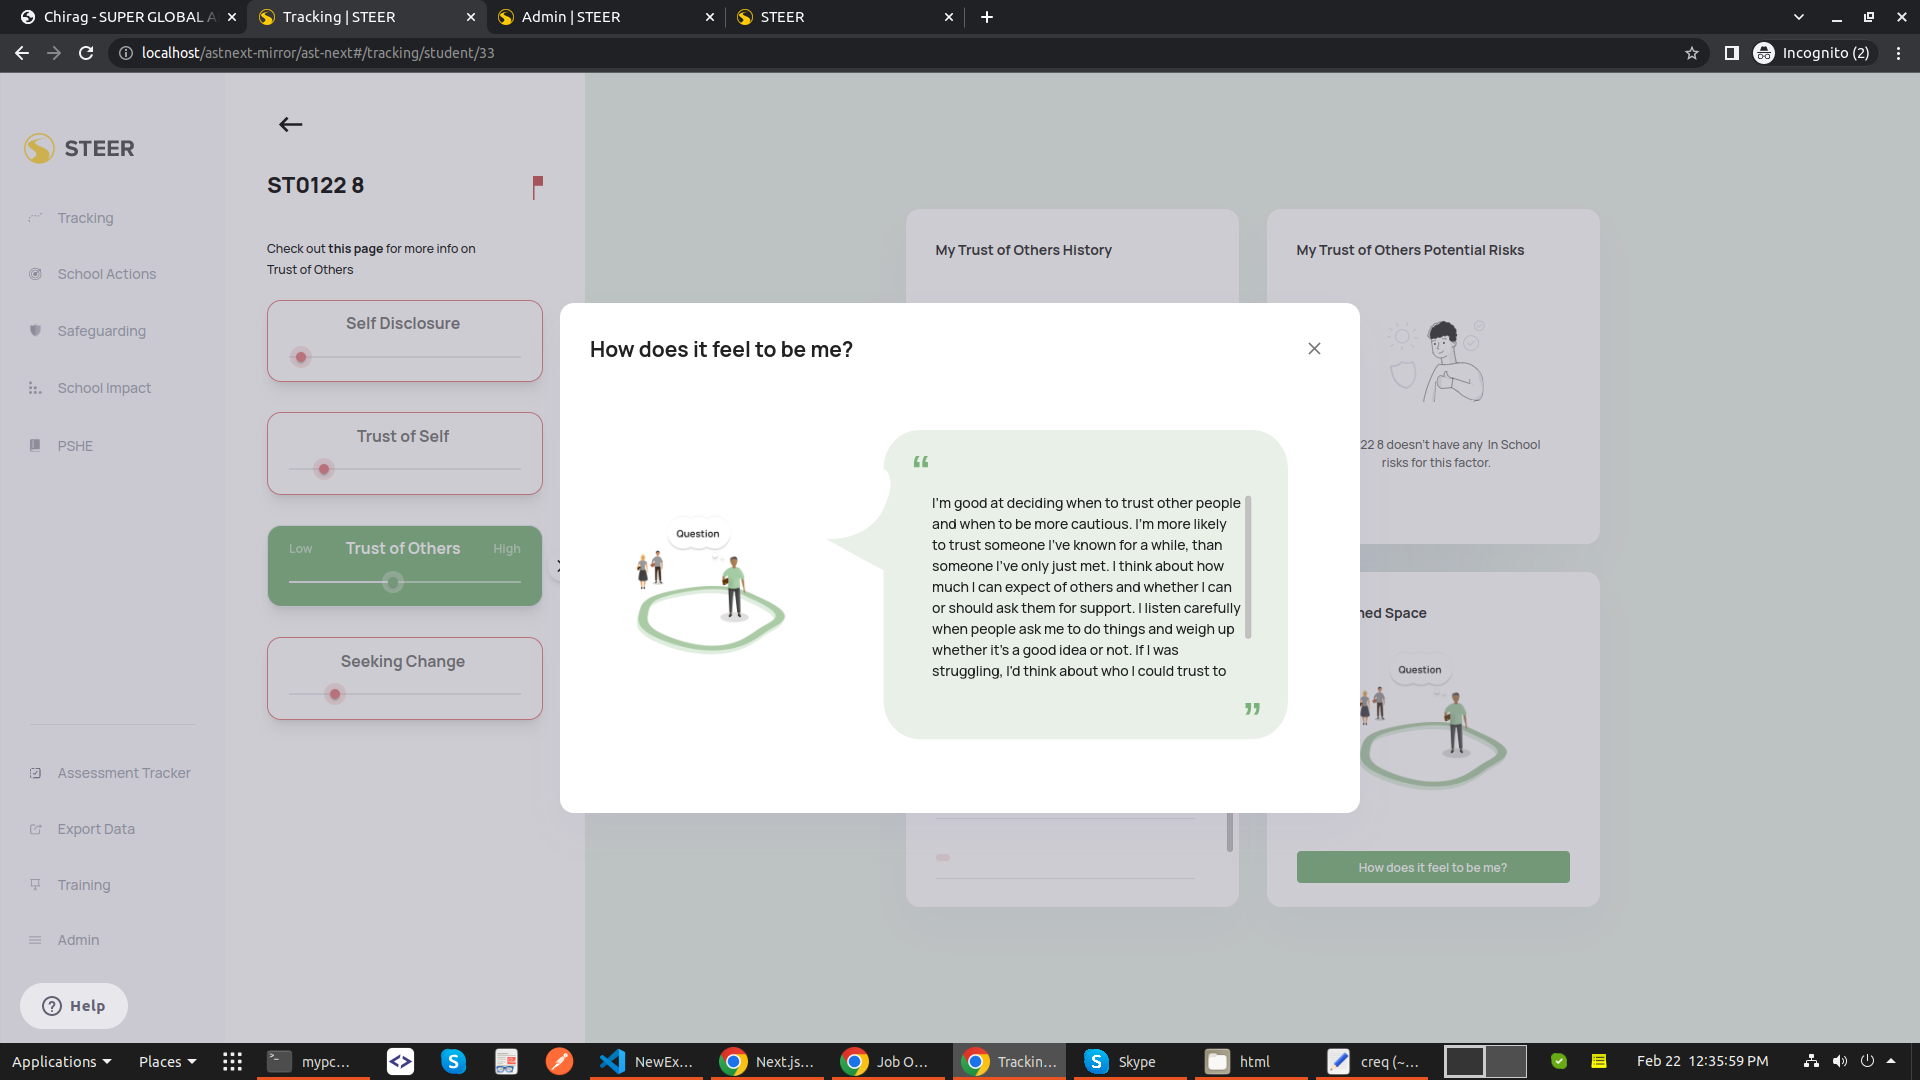 Chirag - SUPER GLOBAL A
Tracking | STEER
Admin | STEER
STEER
localhost/astnext-mirror/ast-next#/tracking/student/33
Incognito (2)
STEER
Tracking
School Actions
Safeguarding
School Impact
PSHE
Assessment Tracker
Export Data
Training
Admin
Help
ST0122 8
Check out this page for more info on
Trust of Others
Self Disclosure
Trust of Self
Low Trust of Others High
Seeking Change
My Trust of Others History
My Trust of Others Potential Risks
22 8 doesn't have any In School
risks for this factor.
ned Space
Question
How does it feel to be me?
How does it feel to be me?
Question
“
I'm good at deciding when to trust other people
and when to be more cautious. I'm more likely
to trust someone I've known for a while, than
someone I've only just met. I think about how
much I can expect of others and whether I can
or should ask them for support. I listen carefully
when people ask me to do things and weigh up
whether it's a good idea or not. If I was
struggling, I'd think about who I could trust to
”
Applications
Places
mypc...
NewEx...
Next.js...
Job O...
Trackin...
Skype
html
creq (~...
Feb 22 12:35:59 PM